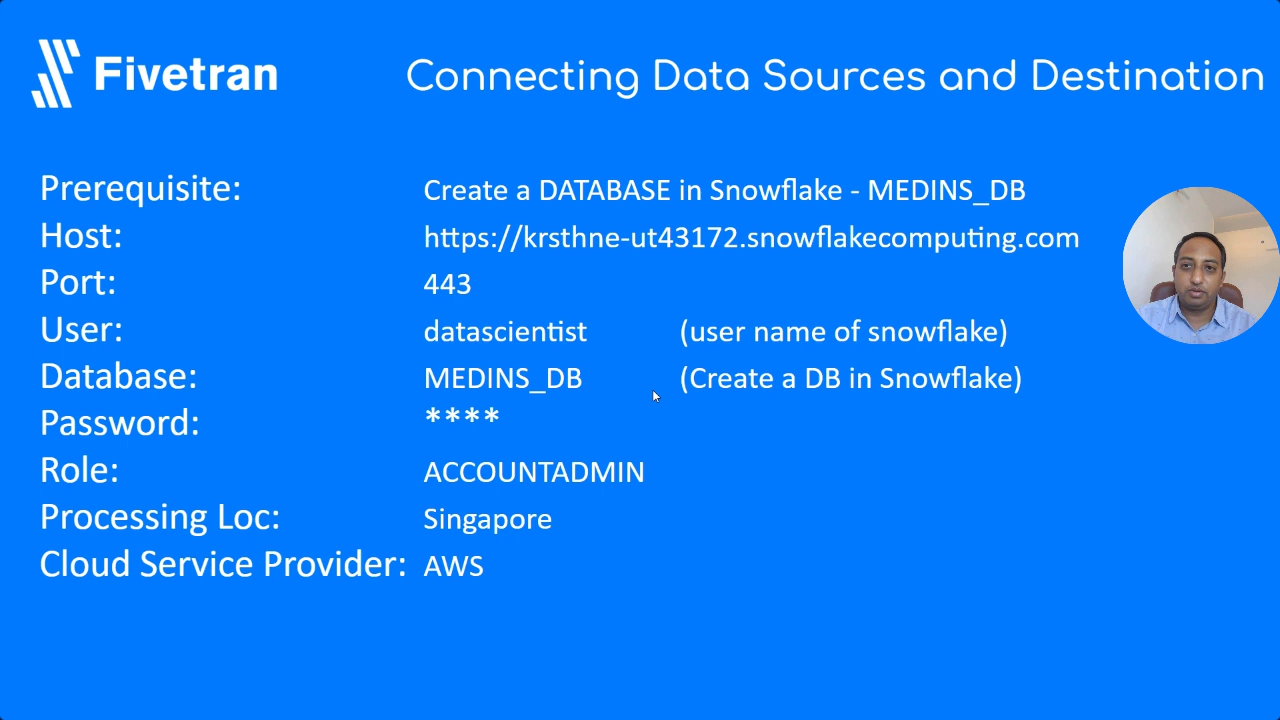 Fivetran
Connecting Data Sources and Destination
Prerequisite: Create a DATABASE in Snowflake - MEDINS_DB
Host: https://krsthne-ut43172.snowflakecomputing.com
Port: 443
User: datascientist (user name of snowflake)
Database: MEDINS_DB (Create a DB in Snowflake)
Password: ****
Role: ACCOUNTADMIN
Processing Loc: Singapore
Cloud Service Provider: AWS